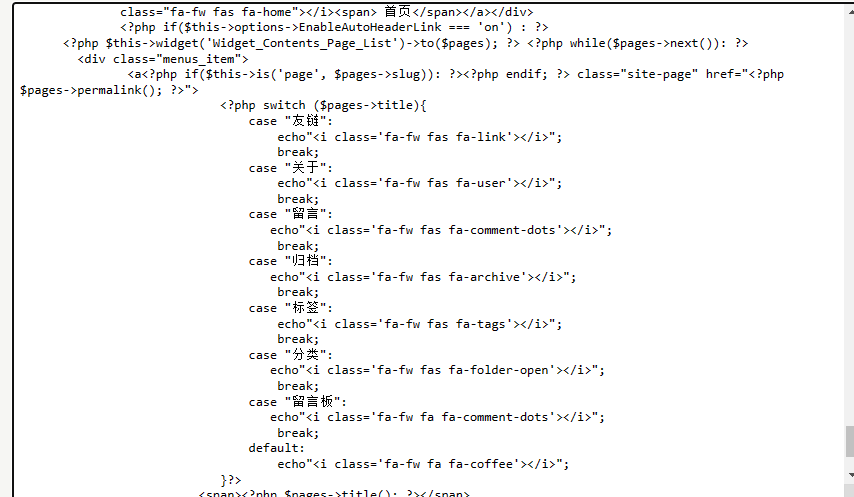 class="fa-fw fas fa-home"></i><span> 首页</span></a></div>
<?php if($this->options->EnableAutoHeaderLink === 'on') : ?>
<?php $this->widget('Widget_Contents_Page_List')->to($pages); ?> <?php while($pages->next()): ?>
<div class="menus_item">
<a<?php if($this->is('page', $pages->slug)): ?><?php endif; ?> class="site-page" href="<?php
$pages->permalink(); ?>">
<?php switch ($pages->title){
case "友链":
echo"<i class='fa-fw fas fa-link'></i>";
break;
case "关于":
echo"<i class='fa-fw fas fa-user'></i>";
break;
case "留言":
echo"<i class='fa-fw fas fa-comment-dots'></i>";
break;
case "归档":
echo"<i class='fa-fw fas fa-archive'></i>";
break;
case "标签":
echo"<i class='fa-fw fas fa-tags'></i>";
break;
case "分类":
echo"<i class='fa-fw fas fa-folder-open'></i>";
break;
case "留言板":
echo"<i class='fa-fw fa fa-comment-dots'></i>";
break;
default:
echo"<i class='fa-fw fa fa-coffee'></i>";
}?>
<span><?php $pages->title(); ?></span>